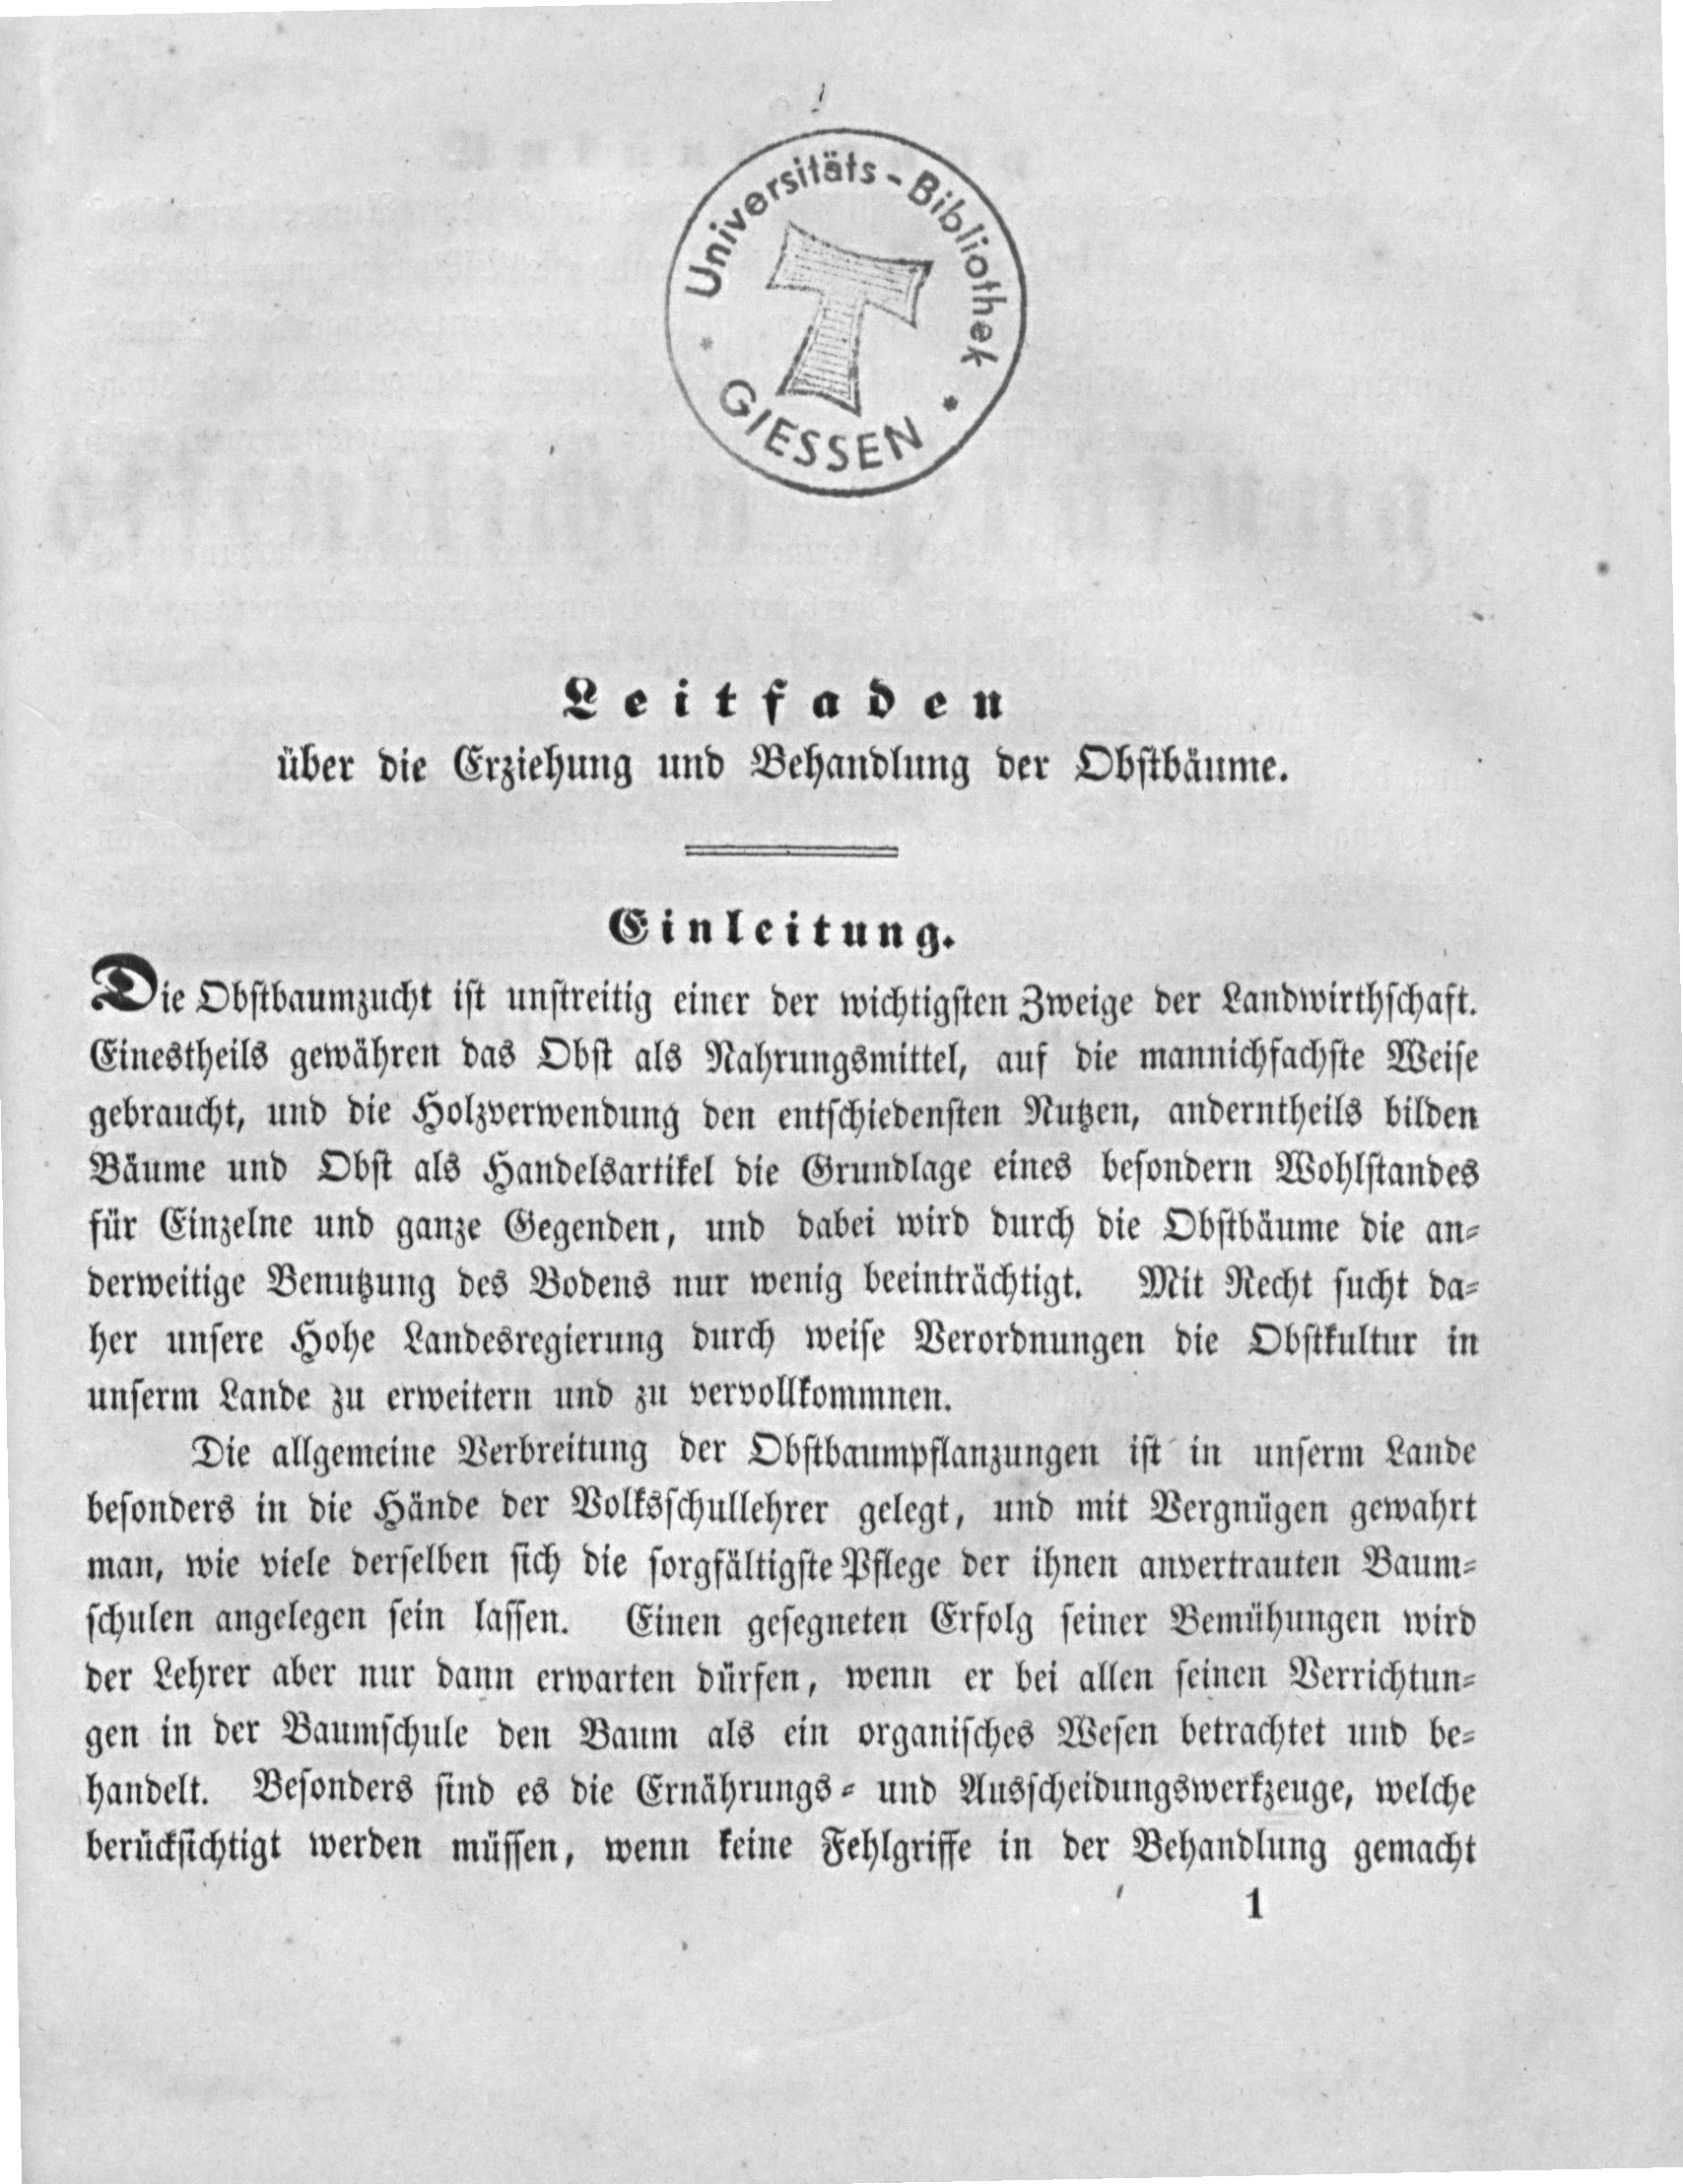 Universitäts-Bibliothek
GIESSEN
Leitfaden
über die Erziehung und Behandlung der Obstbäume.
Einleitung.
Die Obstbaumzucht ist unstreitig einer der wichtigsten Zweige der Landwirthschaft.
Einestheils gewähren das Obst als Nahrungsmittel, auf die mannichfachste Weise
gebraucht, und die Holzverwendung den entschiedensten Nutzen, anderntheils bilden
Bäume und Obst als Handelsartikel die Grundlage eines besondern Wohlstandes
für Einzelne und ganze Gegenden, und dabei wird durch die Obstbäume die an-
derweitige Benutzung des Bodens nur wenig beeinträchtigt. Mit Recht sucht da-
her unsere Hohe Landesregierung durch weise Verordnungen die Obstkultur in
unserm Lande zu erweitern und zu vervollkommnen.
Die allgemeine Verbreitung der Obstbaumpflanzungen ist in unserm Lande
besonders in die Hände der Volksschullehrer gelegt, und mit Vergnügen gewahrt
man, wie viele derselben sich die sorgfältigste Pflege der ihnen anvertrauten Baum-
schulen angelegen sein lassen. Einen gesegneten Erfolg seiner Bemühungen wird
der Lehrer aber nur dann erwarten dürfen, wenn er bei allen seinen Verrichtun-
gen in der Baumschule den Baum als ein organisches Wesen betrachtet und be-
handelt. Besonders sind es die Ernährungs- und Ausscheidungswerkzeuge, welche
berücksichtigt werden müssen, wenn keine Fehlgriffe in der Behandlung gemacht
1